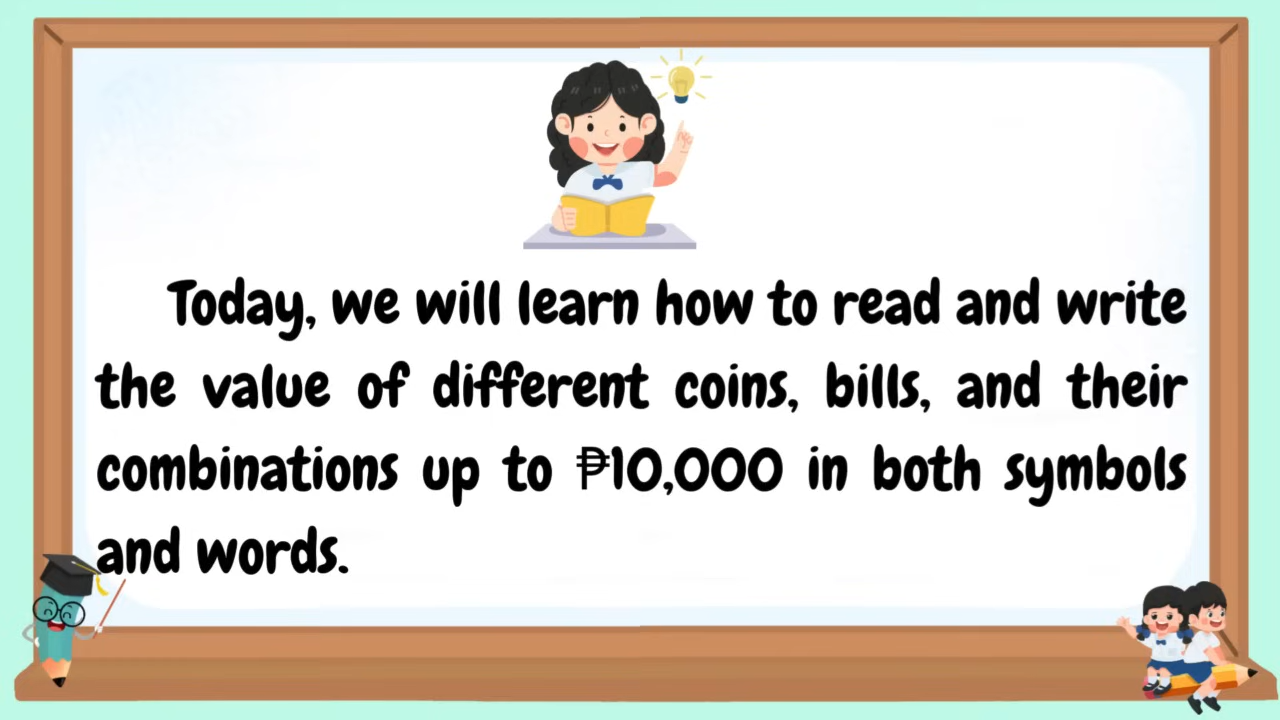 Today, we will learn how to read and write
the value of different coins, bills, and their
combinations up to ₱10,000 in both symbols
and words.